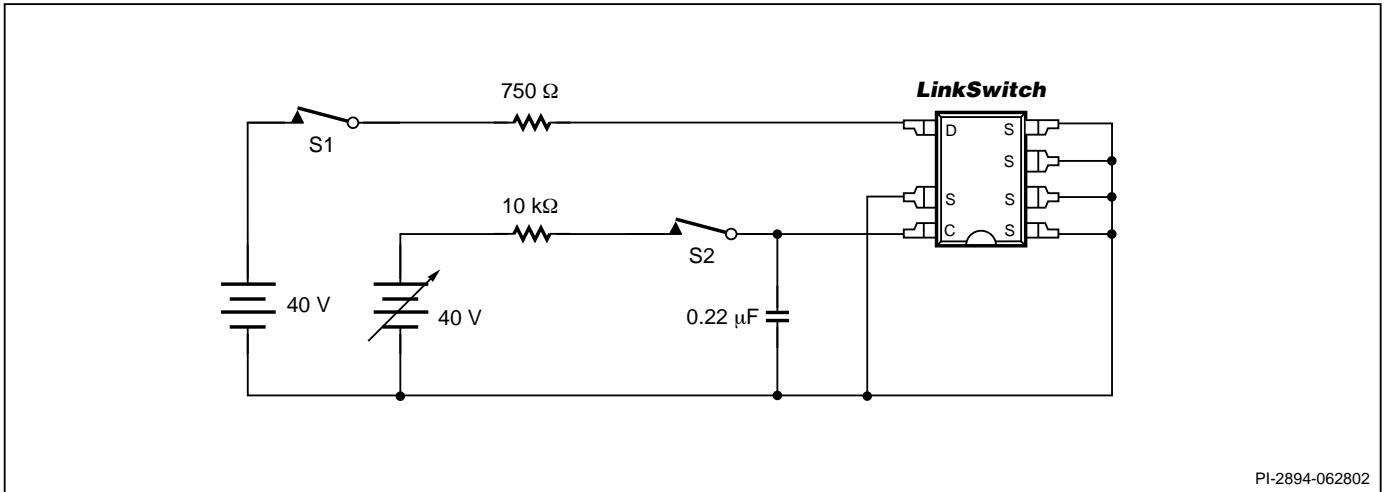 750 Ω
LinkSwitch
S1
D S
S
10 kΩ
S S
S2
C S
40 V
40 V
0.22 μF
PI-2894-062802